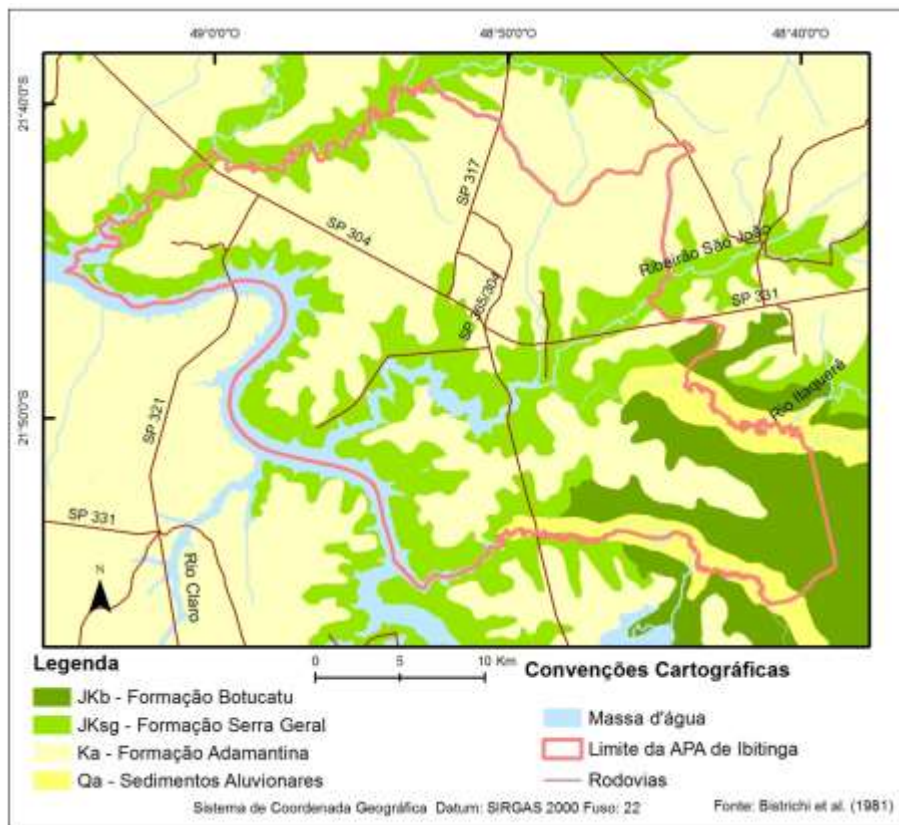 49°0'0"O 48°50'0"O 48°40'0"O
21°40'0"S
21°50'0"S
SP 317
SP 304
Ribeirão São João
SP 365/304
SP 331
Rio Itaquerê
SP 321
SP 331
Rio Claro
N
Legenda
JKb - Formação Botucatu
JKsg - Formação Serra Geral
Ka - Formação Adamantina
Qa - Sedimentos Aluvionares
0 5 10 Km
Convenções Cartográficas
Massa d'água
Limite da APA de Ibitinga
Rodovias
Sistema de Coordenada Geográfica Datum: SIRGAS 2000 Fuso: 22
Fonte: Bistrichi et al. (1981)